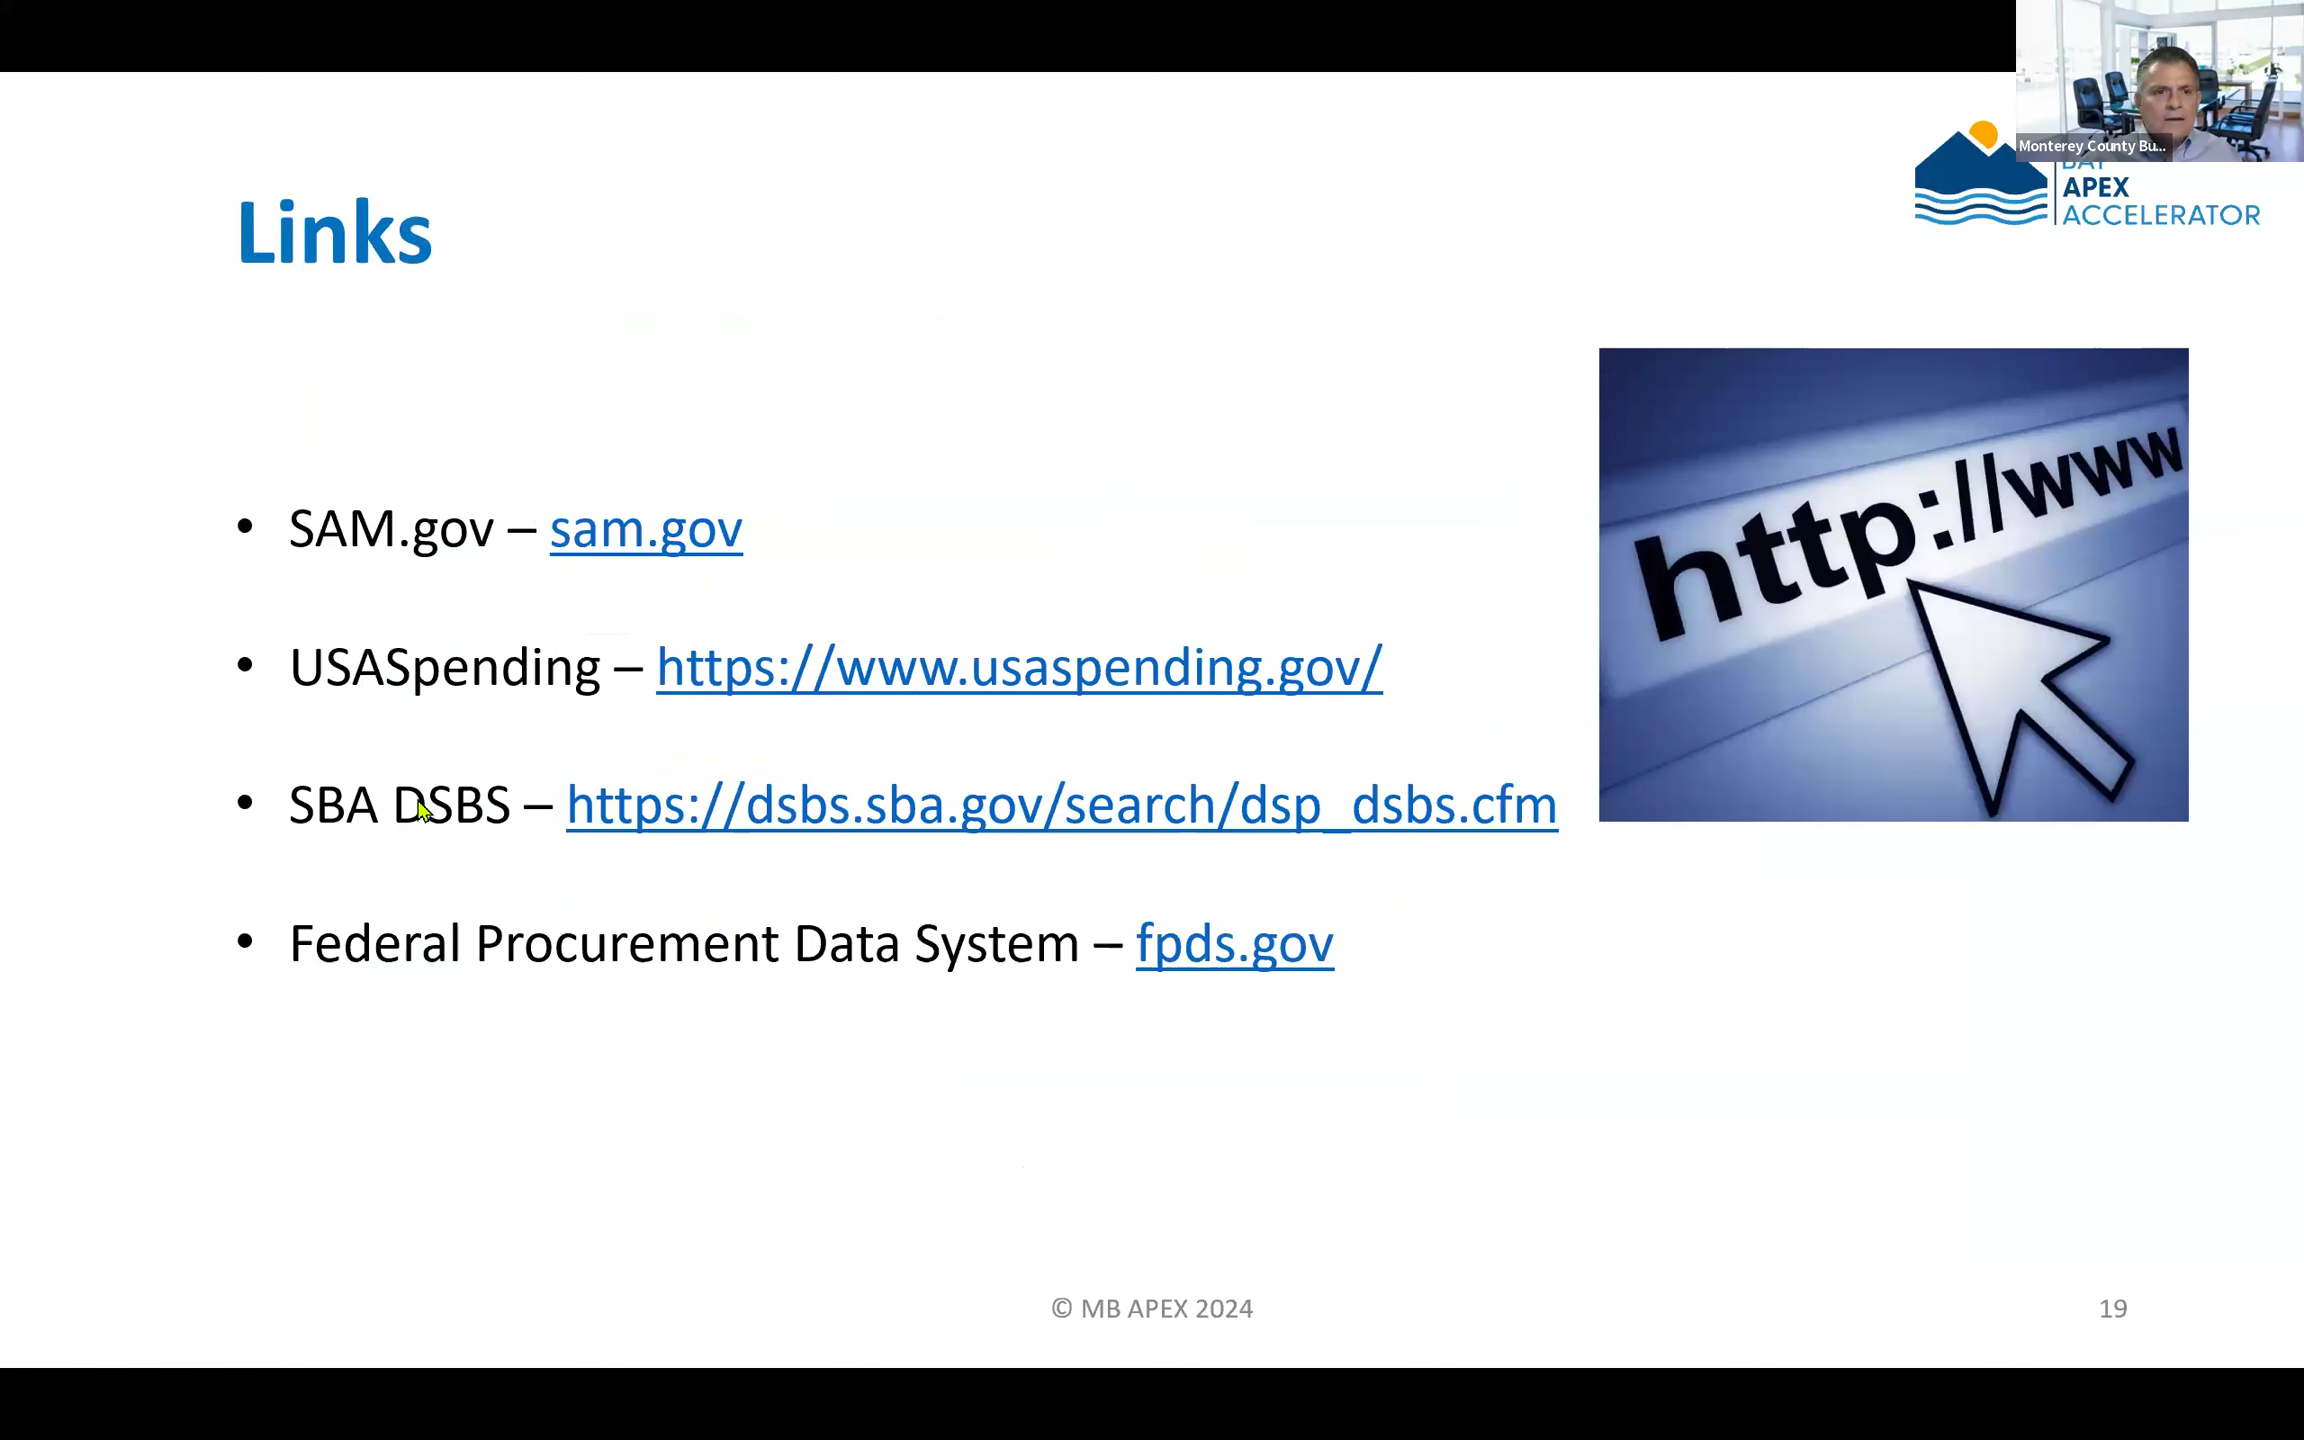 Monterey County Bu...
BAY
APEX
ACCELERATOR
Links
• SAM.gov – sam.gov
• USASpending – https://www.usaspending.gov/
• SBA DSBS – https://dsbs.sba.gov/search/dsp_dsbs.cfm
• Federal Procurement Data System – fpds.gov
http://www
© MB APEX 2024
19